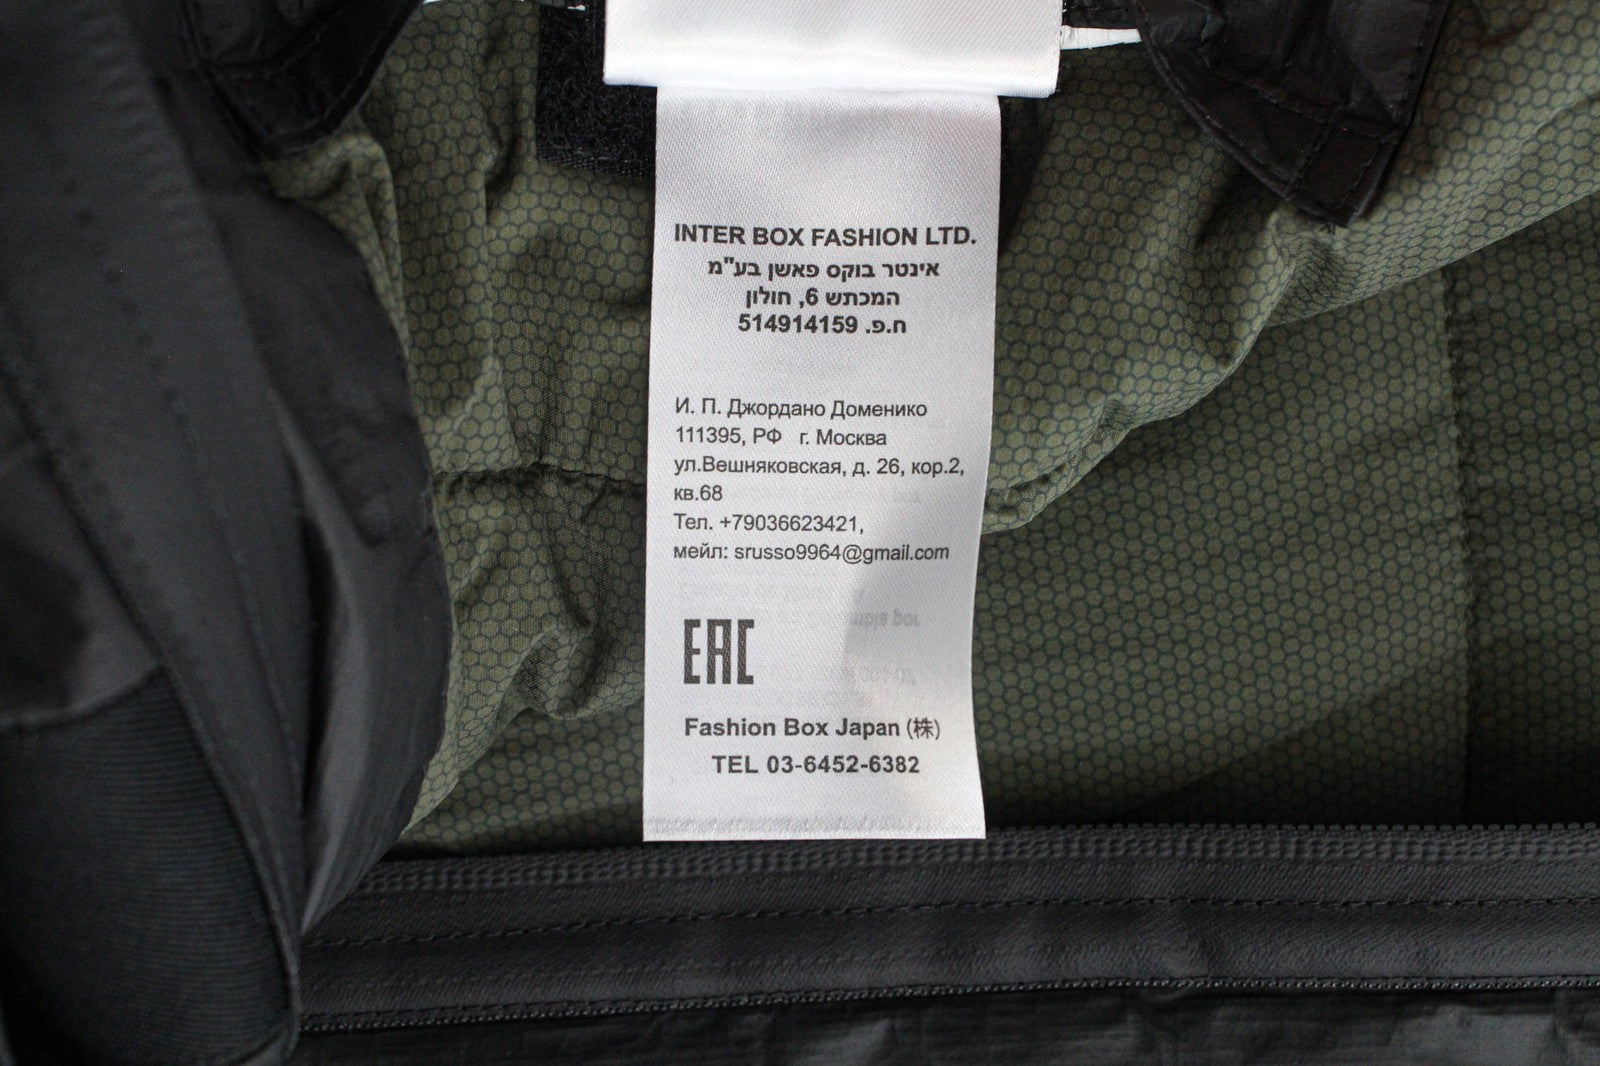 INTER BOX FASHION LTD.
אינטר בוקס פאשן בע"מ
המכתש 6, חולון
ח.פ. 514914159
И. П. Джордано Доменико
111395, РФ г. Москва
ул.Вешняковская, д. 26, кор.2,
кв.68
Тел. +79036623421,
мейл: srusso9964@gmail.com
EAC
Fashion Box Japan (株)
TEL 03-6452-6382